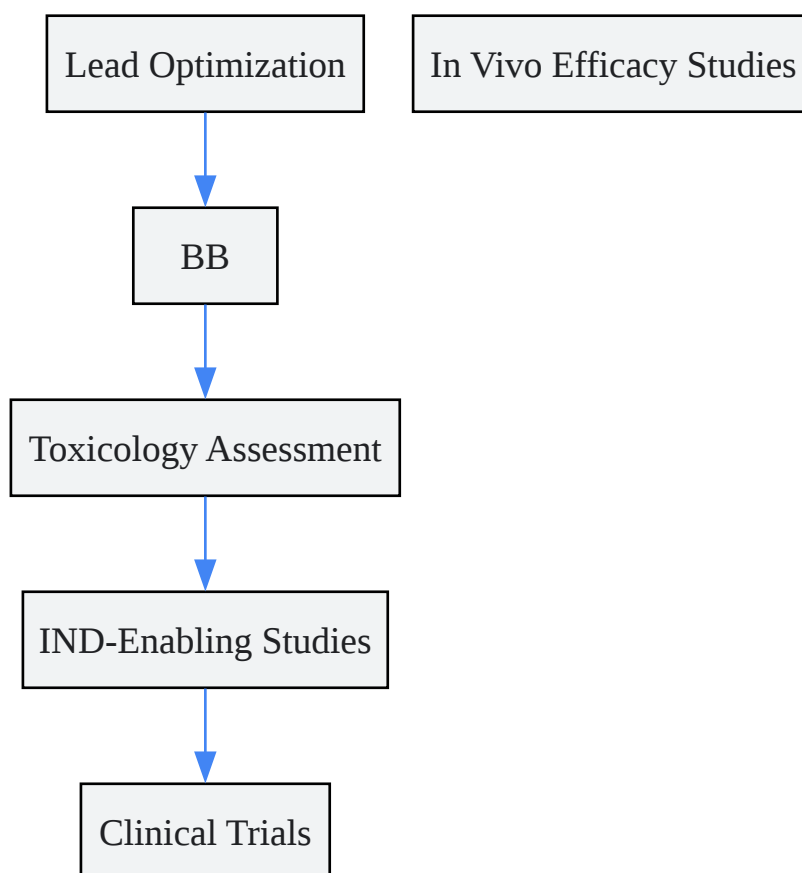 Lead Optimization
In Vivo Efficacy Studies
BB
Toxicology Assessment
IND-Enabling Studies
Clinical Trials